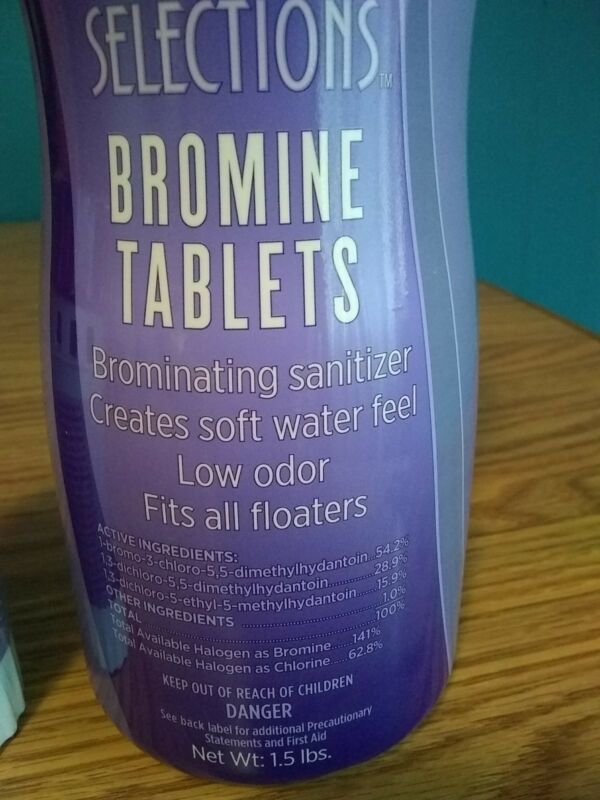 SELECTIONS™
BROMINE
TABLETS
Brominating sanitizer
Creates soft water feel
Low odor
Fits all floaters
ACTIVE INGREDIENTS:
1-bromo-3-chloro-5,5-dimethylhydantoin...54.2%
1,3-dichloro-5,5-dimethylhydantoin..........28.9%
1,3-dichloro-5-ethyl-5-methylhydantoin.....15.9%
OTHER INGREDIENTS ..........1.0%
TOTAL ..........100%
Total Available Halogen as Bromine.....141%
Total Available Halogen as Chlorine.... 62.8%
KEEP OUT OF REACH OF CHILDREN
DANGER
See back label for additional Precautionary
Statements and First Aid
Net Wt: 1.5 lbs.